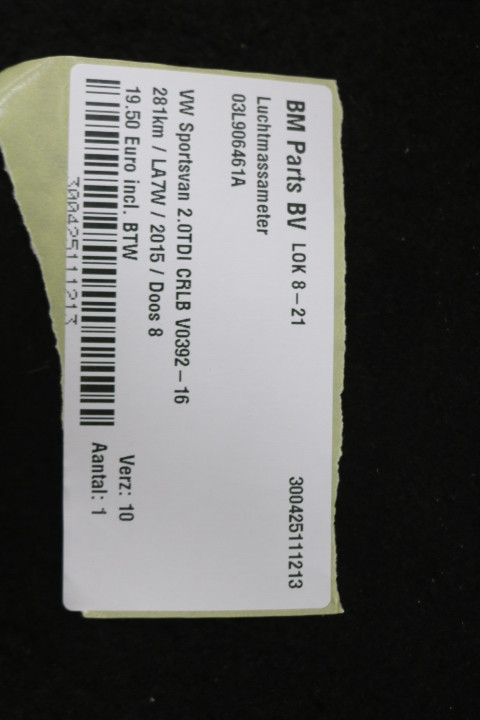 BM Parts BV LOK 8-21 300425111213
Luchtmassameter
03L906461A
VW Sportsvan 2.0TDI CRLB V0392-16
281km / LA7W / 2015 / Doos 8
19.50 Euro incl. BTW Verz: 10
Aantal: 1
300425111213